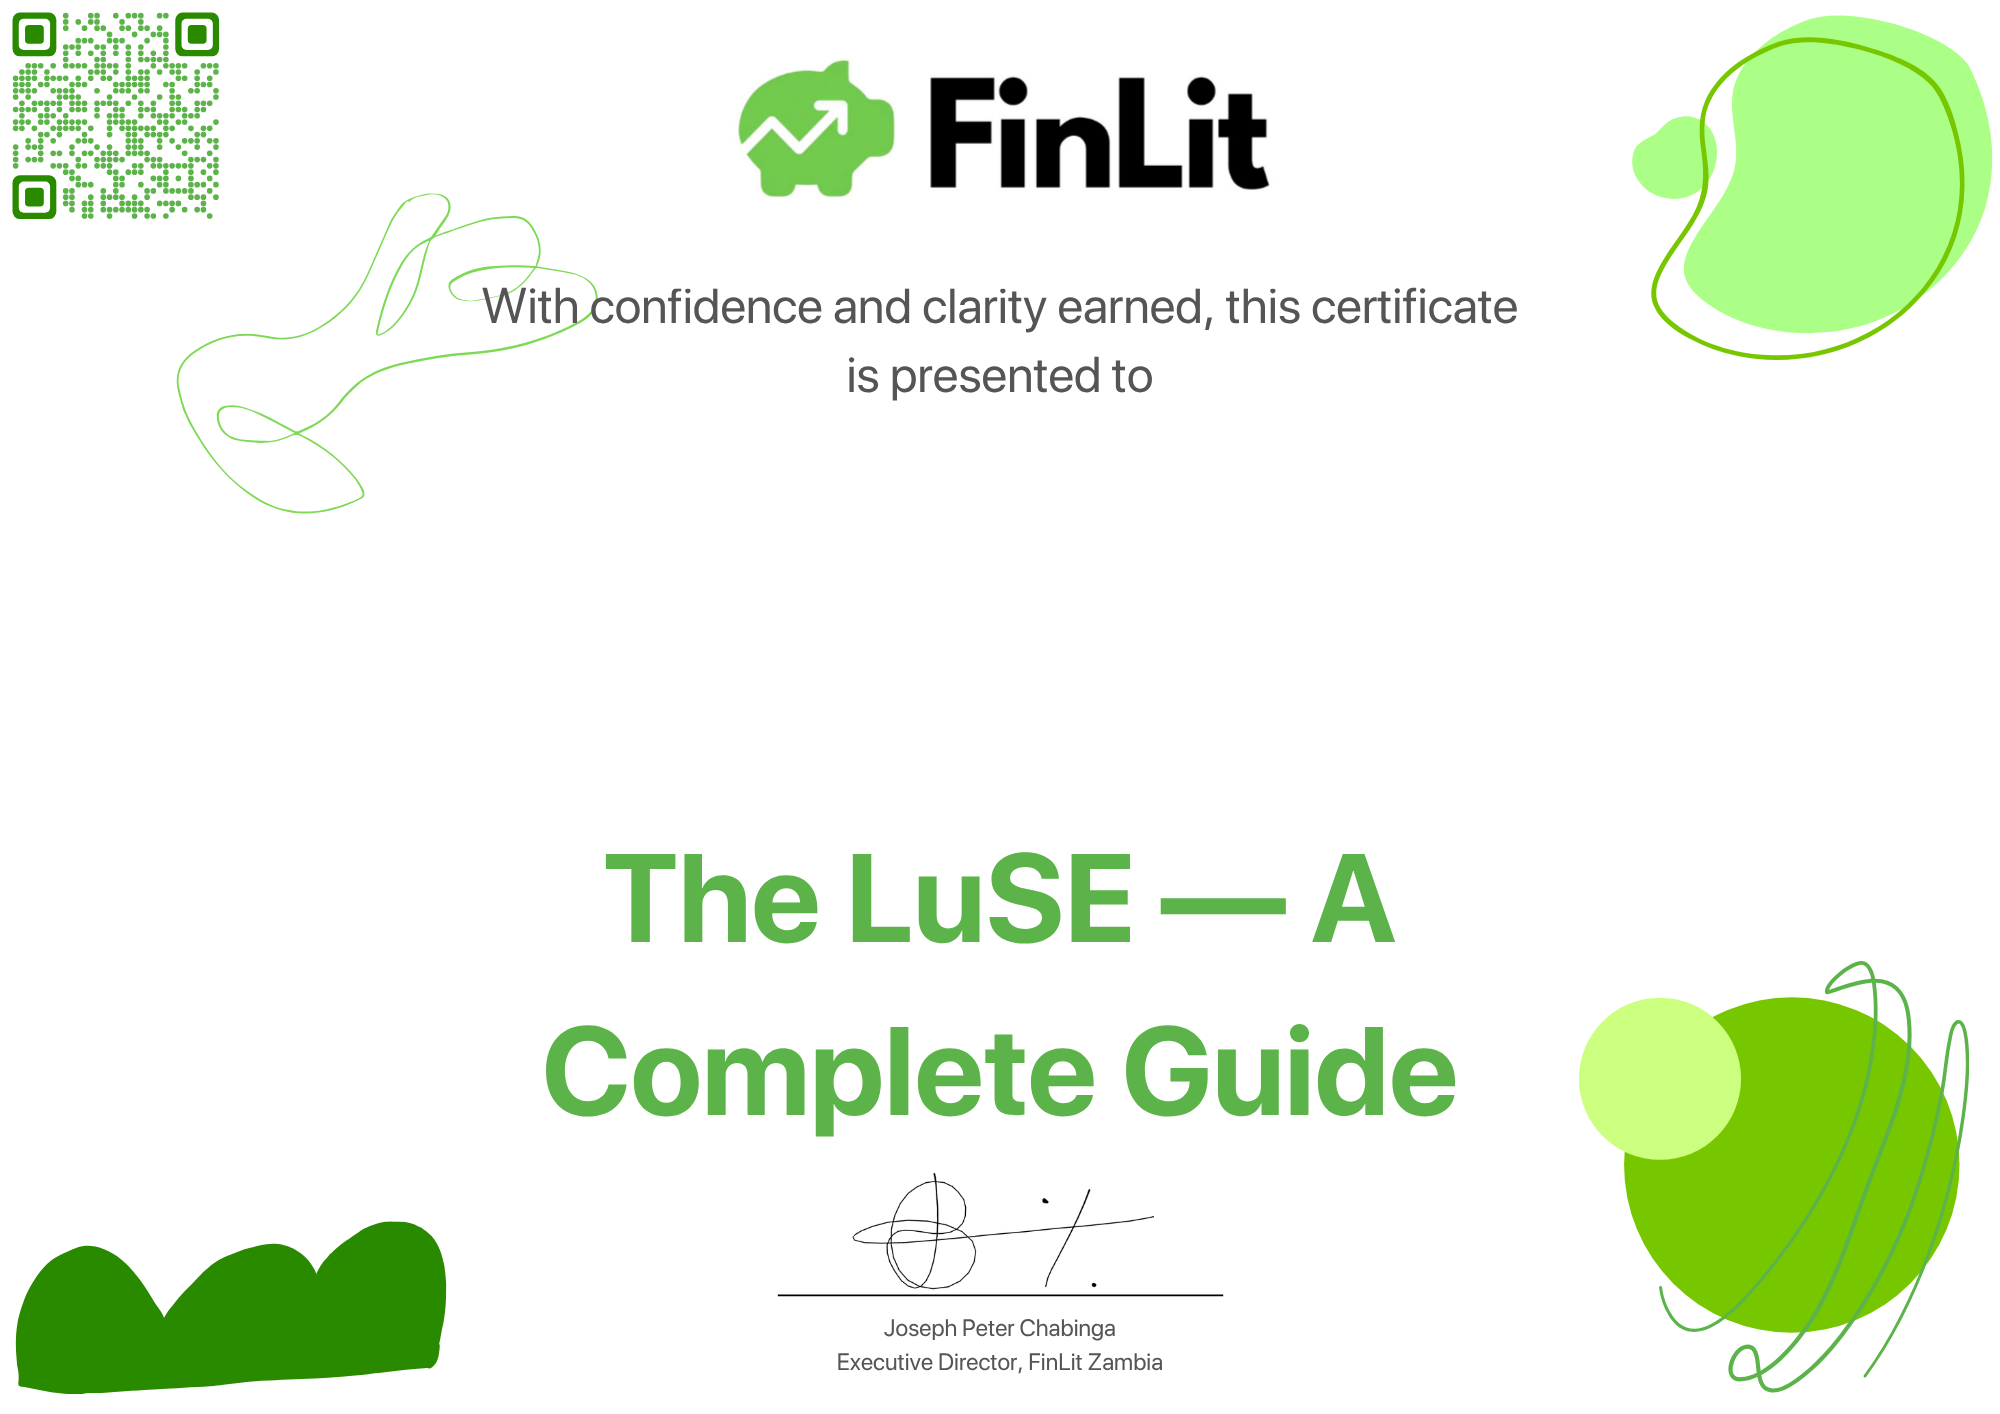 FinLit
With confidence and clarity earned, this certificate
is presented to
The LuSE — A
Complete Guide
Joseph Peter Chabinga
Executive Director, FinLit Zambia